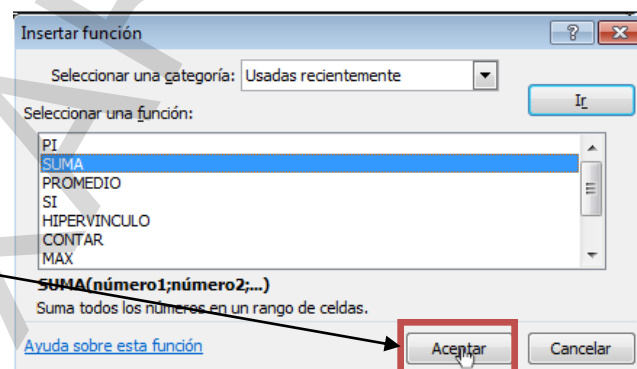 Insertar función
Seleccionar una categoría: Usadas recientemente
Ir
Seleccionar una función:
PI
SUMA
PROMEDIO
SI
HIPERVINCULO
CONTAR
MAX
SUMA(número1;número2;...)
Suma todos los números en un rango de celdas.
Ayuda sobre esta función
Aceptar
Cancelar